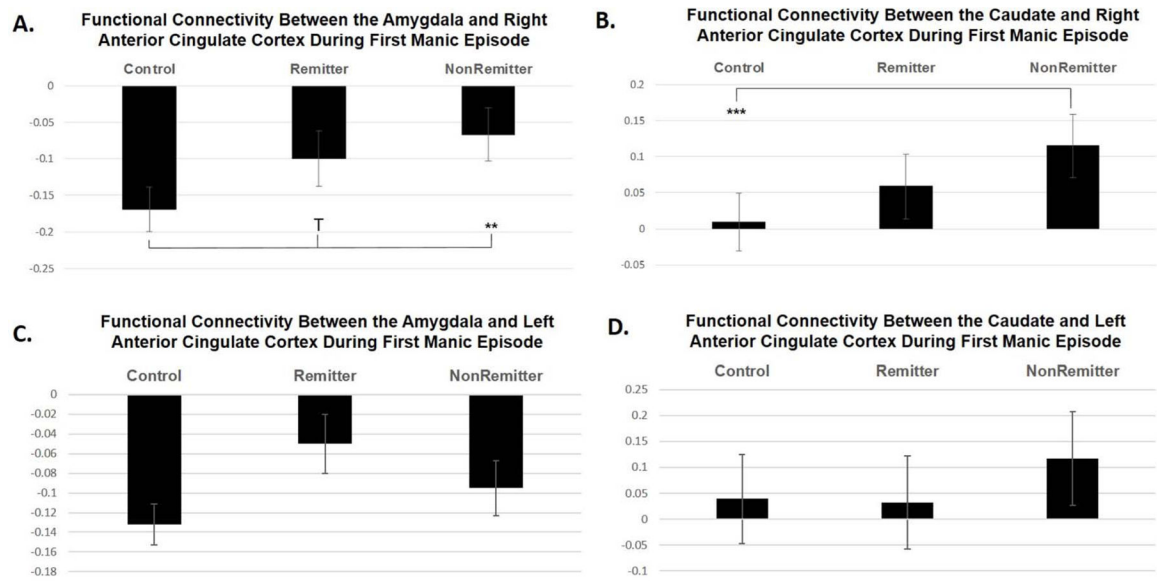 A.
Functional Connectivity Between the Amygdala and Right
Anterior Cingulate Cortex During First Manic Episode
Control Remitter NonRemitter
0
-0.05
-0.1
-0.15
-0.2
-0.25
T
**
B.
Functional Connectivity Between the Caudate and Right
Anterior Cingulate Cortex During First Manic Episode
Control Remitter NonRemitter
0.2
0.15
0.1
0.05
0
-0.05
***
C.
Functional Connectivity Between the Amygdala and Left
Anterior Cingulate Cortex During First Manic Episode
Control Remitter NonRemitter
0
-0.02
-0.04
-0.06
-0.08
-0.1
-0.12
-0.14
-0.16
-0.18
D.
Functional Connectivity Between the Caudate and Left
Anterior Cingulate Cortex During First Manic Episode
Control Remitter NonRemitter
0.25
0.2
0.15
0.1
0.05
0
-0.05
-0.1